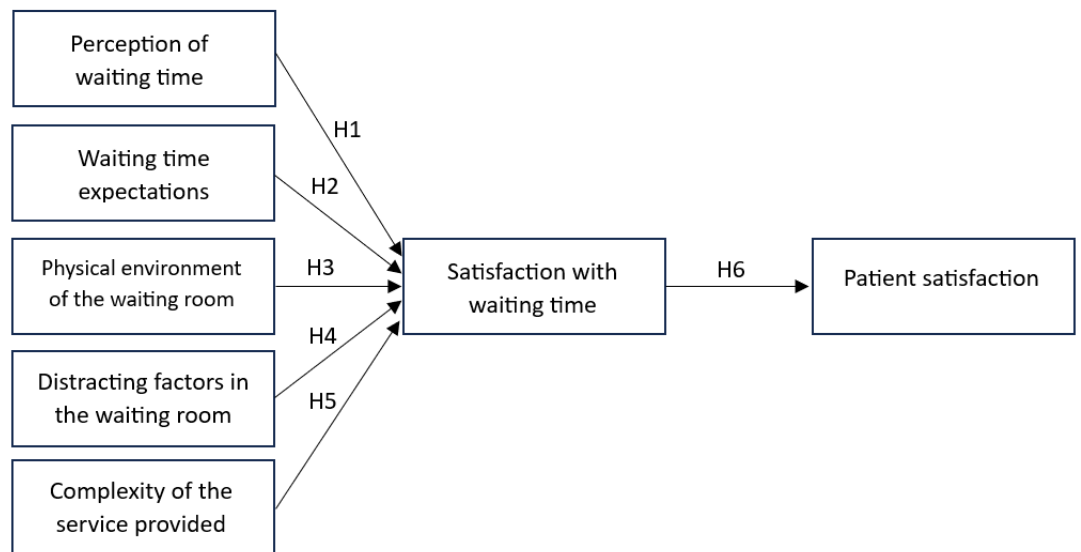 Perception of
waiting time
H1
Waiting time
expectations
H2
Physical environment
of the waiting room
H3
Satisfaction with
waiting time
H6
Patient satisfaction
Distracting factors in
the waiting room
H4
H5
Complexity of the
service provided